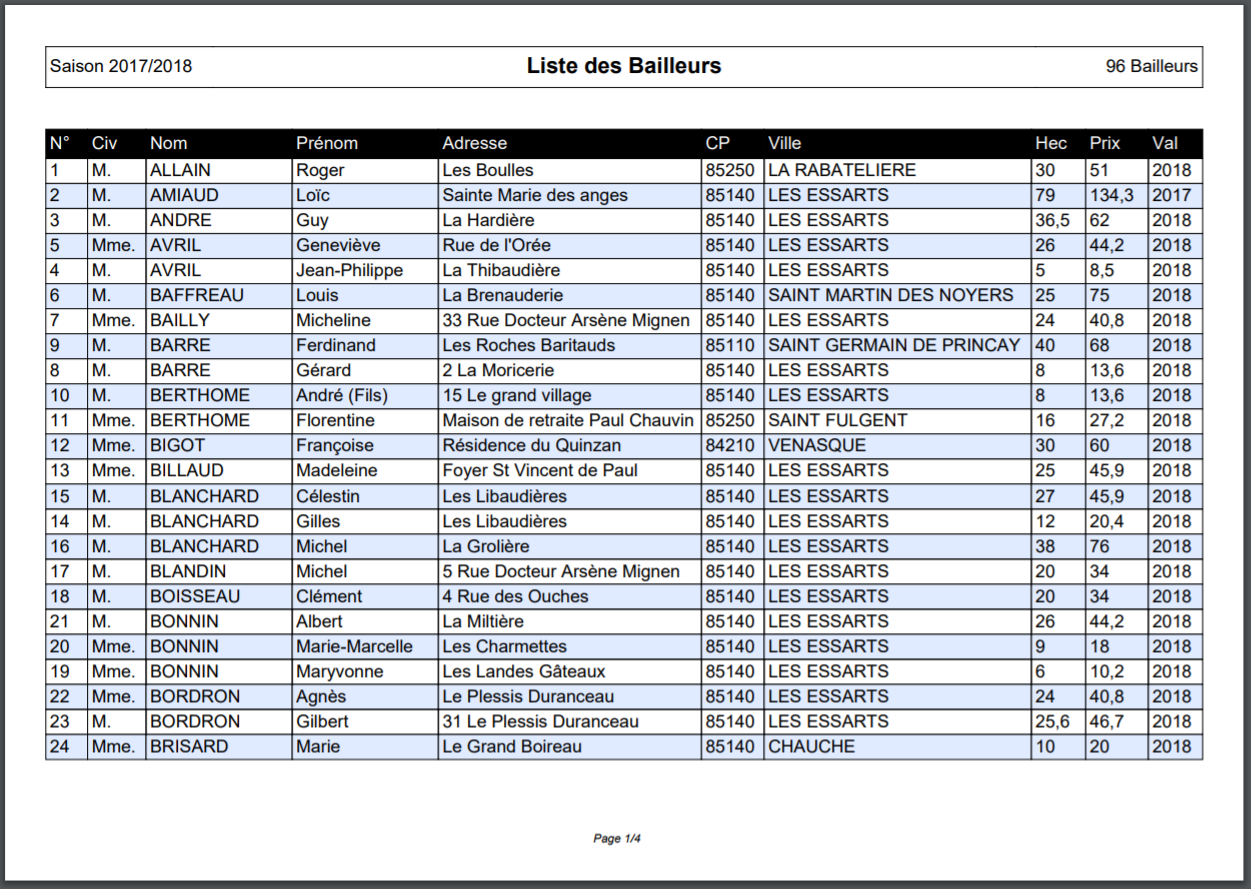 Saison 2017/2018 Liste des Bailleurs 96 Bailleurs
N° Civ Nom Prénom Adresse CP Ville Hec Prix Val
1 M. ALLAIN Roger Les Boulles 85250 LA RABATELIERE 30 51 2018
2 M. AMIAUD Loïc Sainte Marie des anges 85140 LES ESSARTS 79 134,3 2017
3 M. ANDRE Guy La Hardière 85140 LES ESSARTS 36,5 62 2018
5 Mme. AVRIL Geneviève Rue de l'Orée 85140 LES ESSARTS 26 44,2 2018
4 M. AVRIL Jean-Philippe La Thibaudière 85140 LES ESSARTS 5 8,5 2018
6 M. BAFFREAU Louis La Brenauderie 85140 SAINT MARTIN DES NOYERS 25 75 2018
7 Mme. BAILLY Micheline 33 Rue Docteur Arsène Mignen 85140 LES ESSARTS 24 40,8 2018
9 M. BARRE Ferdinand Les Roches Baritauds 85110 SAINT GERMAIN DE PRINCAY 40 68 2018
8 M. BARRE Gérard 2 La Moricerie 85140 LES ESSARTS 8 13,6 2018
10 M. BERTHOME André (Fils) 15 Le grand village 85140 LES ESSARTS 8 13,6 2018
11 Mme. BERTHOME Florentine Maison de retraite Paul Chauvin 85250 SAINT FULGENT 16 27,2 2018
12 Mme. BIGOT Françoise Résidence du Quinzan 84210 VENASQUE 30 60 2018
13 Mme. BILLAUD Madeleine Foyer St Vincent de Paul 85140 LES ESSARTS 25 45,9 2018
15 M. BLANCHARD Célestin Les Libaudières 85140 LES ESSARTS 27 45,9 2018
14 M. BLANCHARD Gilles Les Libaudières 85140 LES ESSARTS 12 20,4 2018
16 M. BLANCHARD Michel La Grolière 85140 LES ESSARTS 38 76 2018
17 M. BLANDIN Michel 5 Rue Docteur Arsène Mignen 85140 LES ESSARTS 20 34 2018
18 M. BOISSEAU Clément 4 Rue des Ouches 85140 LES ESSARTS 20 34 2018
21 M. BONNIN Albert La Miltière 85140 LES ESSARTS 26 44,2 2018
20 Mme. BONNIN Marie-Marcelle Les Charmettes 85140 LES ESSARTS 9 18 2018
19 Mme. BONNIN Maryvonne Les Landes Gâteaux 85140 LES ESSARTS 6 10,2 2018
22 Mme. BORDRON Agnès Le Plessis Duranceau 85140 LES ESSARTS 24 40,8 2018
23 M. BORDRON Gilbert 31 Le Plessis Duranceau 85140 LES ESSARTS 25,6 46,7 2018
24 Mme. BRISARD Marie Le Grand Boireau 85140 CHAUCHE 10 20 2018
Page 1/4